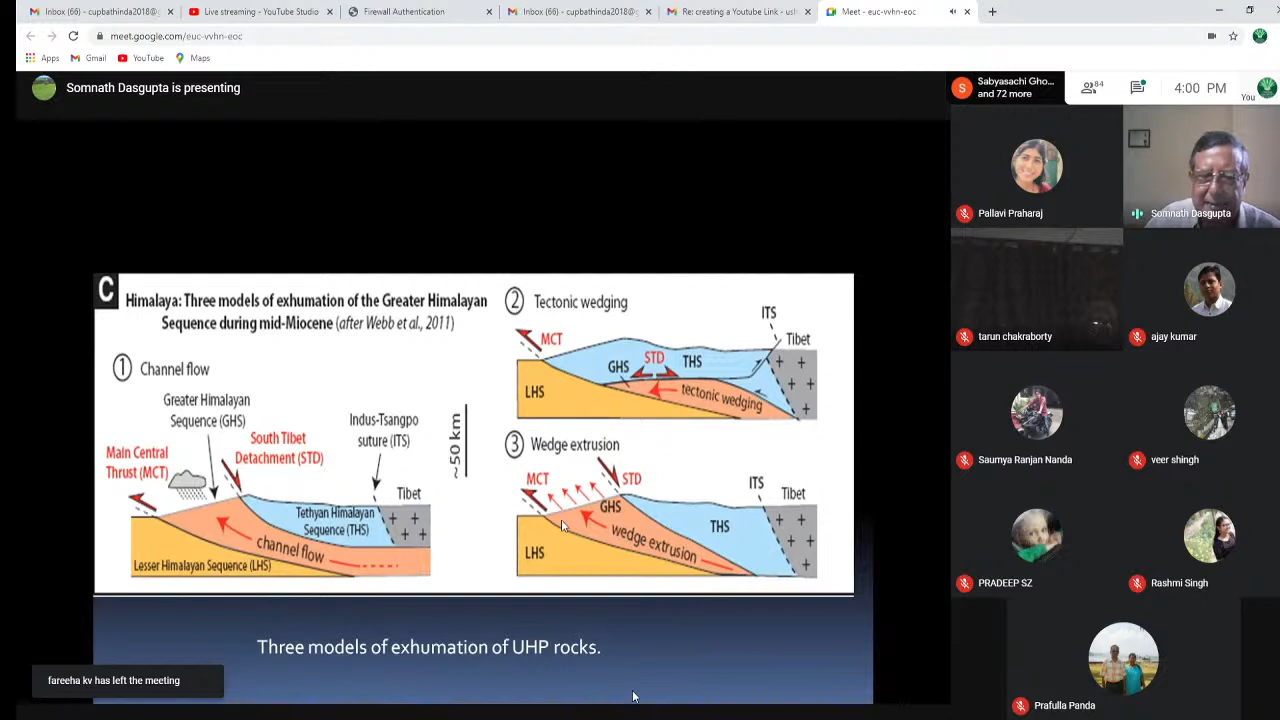 Inbox (66) - cupbathinda2018@g
Live streaming - YouTube Studio
Firewall Authentication
Inbox (66) - cupbathinda2018@g
Re: creating a Youtube Link - ush
Meet - euc-vvhn-eoc
meet.google.com/euc-vvhn-eoc
Apps
Gmail
YouTube
Maps
Somnath Dasgupta is presenting
S
Sabyasachi Gho...
and 72 more
84
4:00 PM
You
Pallavi Praharaj
Somnath Dasgupta
tarun chakraborty
ajay kumar
Saumya Ranjan Nanda
veer shingh
PRADEEP SZ
Rashmi Singh
Prafulla Panda
C
Himalaya: Three models of exhumation of the Greater Himalayan
Sequence during mid-Miocene (after Webb et al., 2011)
1 Channel flow
Greater Himalayan
Sequence (GHS)
Main Central
Thrust (MCT)
South Tibet
Detachment (STD)
Indus-Tsangpo
suture (ITS)
Tibet
Tethyan Himalayan
Sequence (THS)
channel flow
Lesser Himalayan Sequence (LHS)
~50 km
2 Tectonic wedging
ITS
MCT
Tibet
GHS
STD
THS
LHS
tectonic wedging
3 Wedge extrusion
MCT
STD
ITS
Tibet
GHS
THS
LHS
wedge extrusion
Three models of exhumation of UHP rocks.
fareeha kv has left the meeting